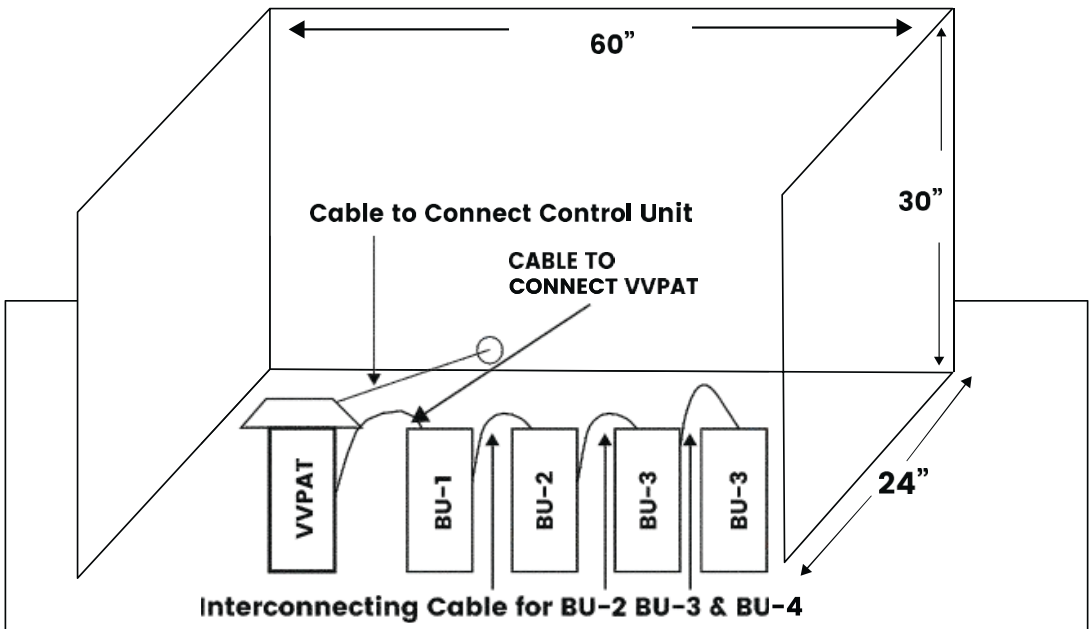 60”
30”
Cable to Connect Control Unit
CABLE TO
CONNECT VVPAT
24”
VVPAT
BU-1
BU-2
BU-3
BU-3
Interconnecting Cable for BU-2 BU-3 & BU-4